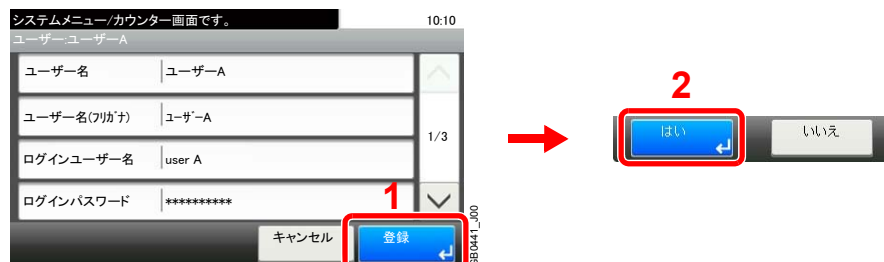 システムメニュー/カウンター画面です。 10:10
ユーザー:ユーザーA
ユーザー名 ユーザーA
ユーザー名(ﾌﾘｶﾞﾅ) ﾕｰｻﾞｰA
1/3
ログインユーザー名 user A
ログインパスワード **********
1
キャンセル 登録
GB0441_J00
2
はい いいえ